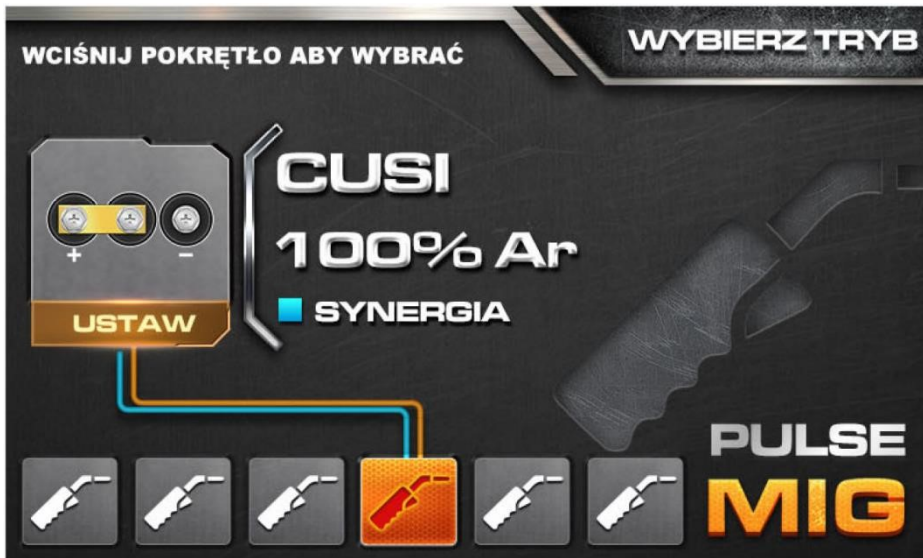 WCIŚNIJ POKRĘTŁO ABY WYBRAĆ
WYBIERZ TRYB
CUSI
100% Ar
SYNERGIA
+ -
USTAW
PULSE
MIG